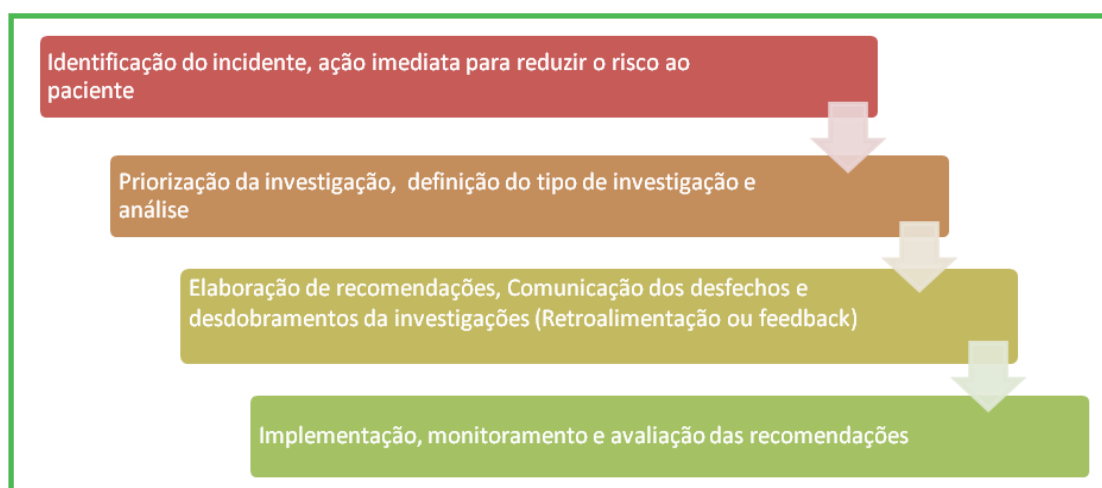 Identificação do incidente, ação imediata para reduzir o risco ao
paciente
Priorização da investigação, definição do tipo de investigação e
análise
Elaboração de recomendações, Comunicação dos desfechos e
desdobramentos da investigações (Retroalimentação ou feedback)
Implementação, monitoramento e avaliação das recomendações